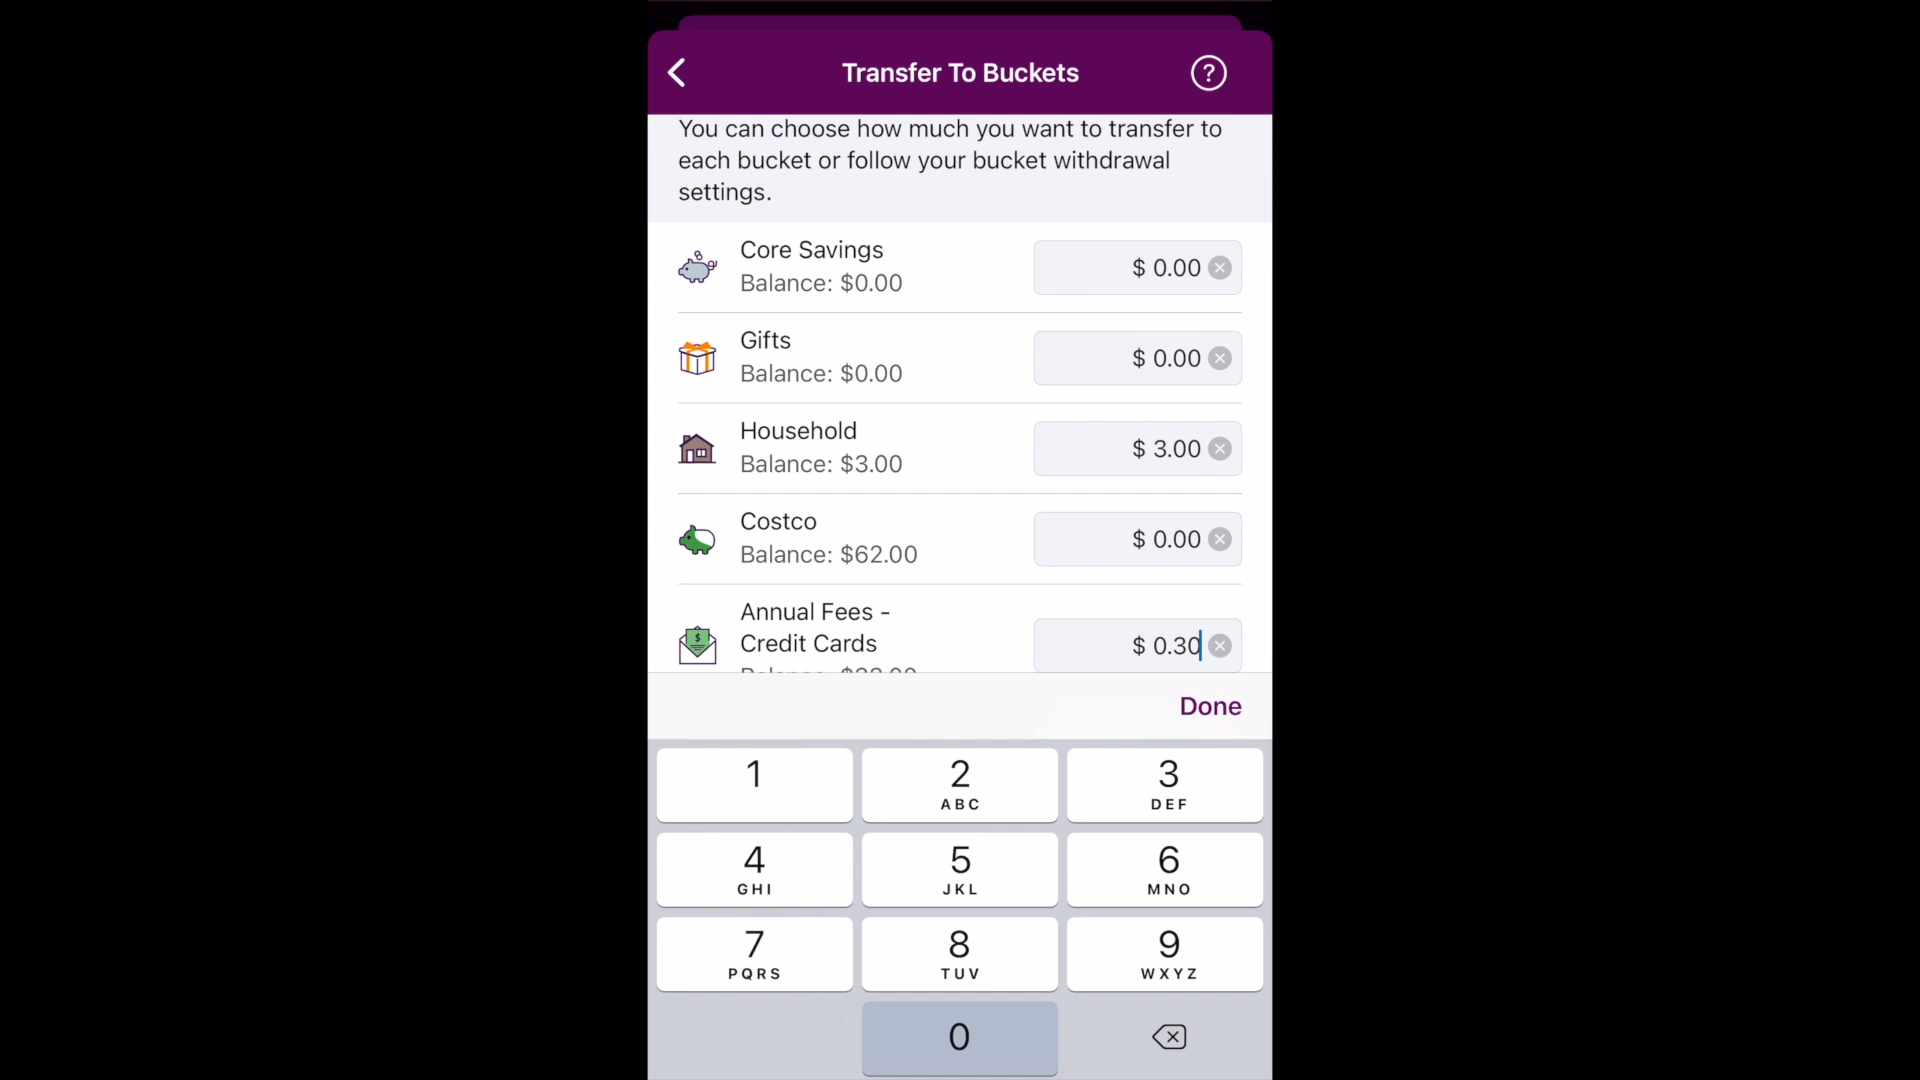 Transfer To Buckets
?
You can choose how much you want to transfer to
each bucket or follow your bucket withdrawal
settings.
Core Savings
Balance: $0.00
$ 0.00
Gifts
Balance: $0.00
$ 0.00
Household
Balance: $3.00
$ 3.00
Costco
Balance: $62.00
$ 0.00
Annual Fees -
Credit Cards
$ 0.30
Done
1
2
ABC
3
DEF
4
GHI
5
JKL
6
MNO
7
PQRS
8
TUV
9
WXYZ
0